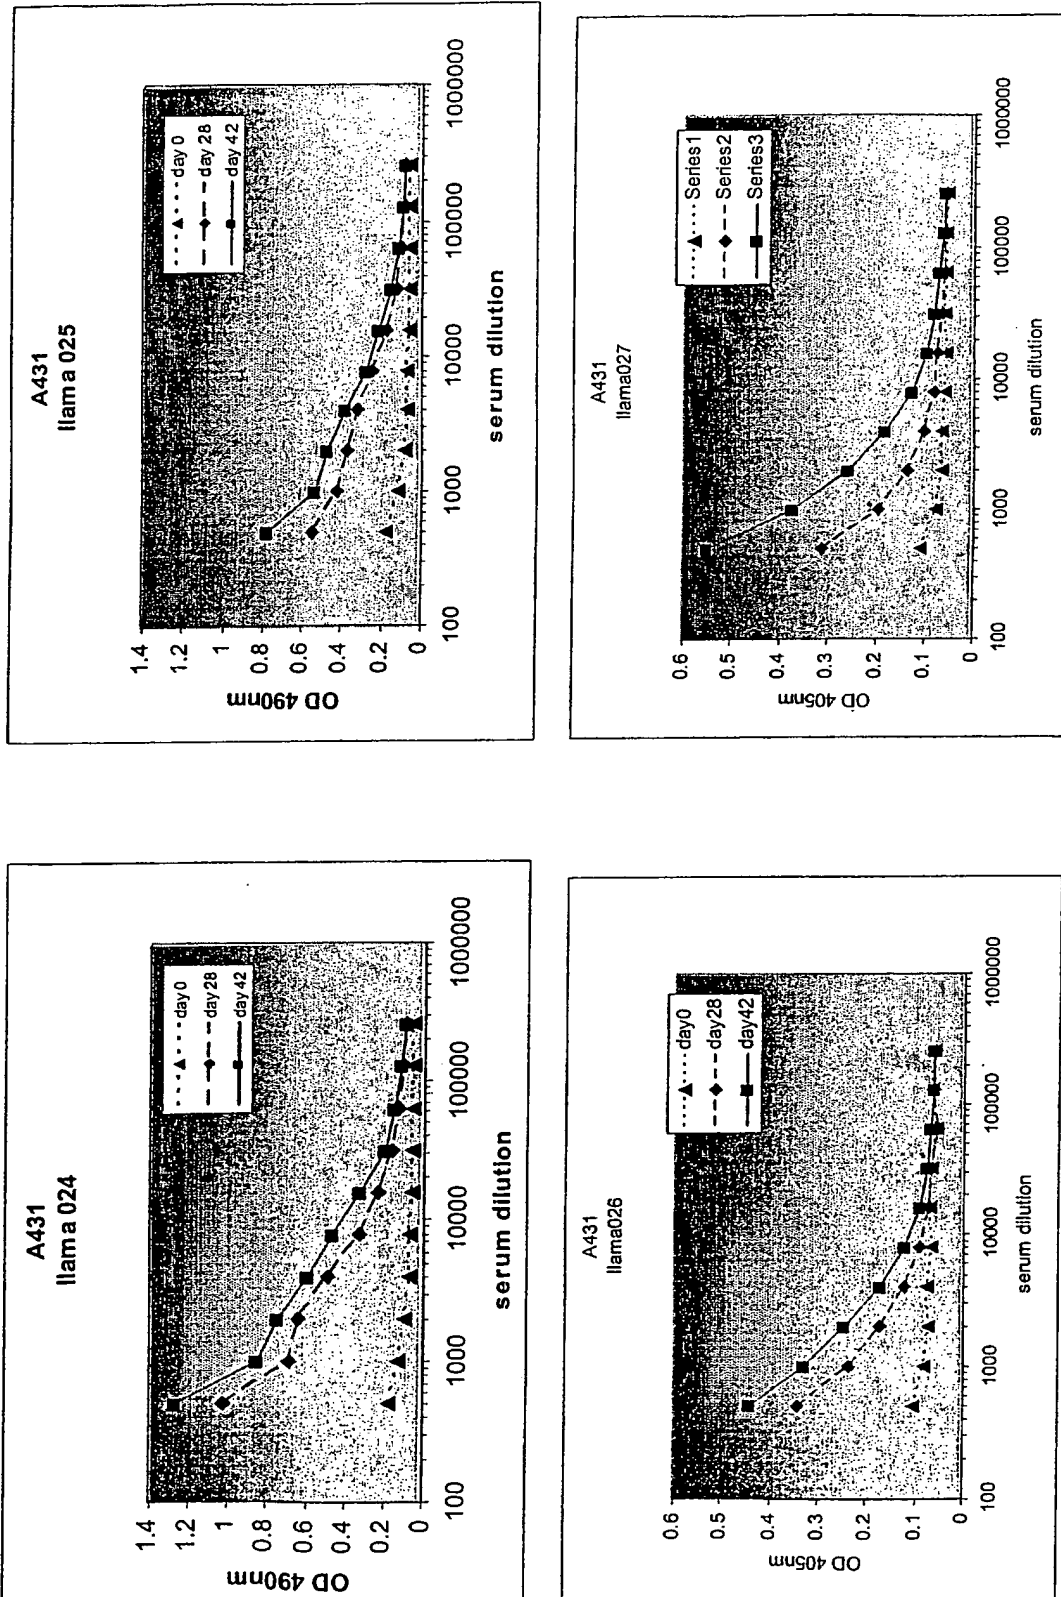 A431
llama 024
OD 490nm
1.4
1.2
1
0.8
0.6
0.4
0.2
0
100
1000
10000
100000
1000000
serum dilution
day0
day28
day42
A431
llama 025
OD 490nm
1.4
1.2
1
0.8
0.6
0.4
0.2
0
100
1000
10000
100000
1000000
serum dilution
day 0
day 28
day 42
A431
llama026
OD 405nm
0.6
0.5
0.4
0.3
0.2
0.1
0
100
1000
10000
100000
1000000
serum dilution
day0
day28
day42
A431
llama027
OD 405nm
0.6
0.5
0.4
0.3
0.2
0.1
0
100
1000
10000
100000
1000000
serum dilution
Series1
Series2
Series3